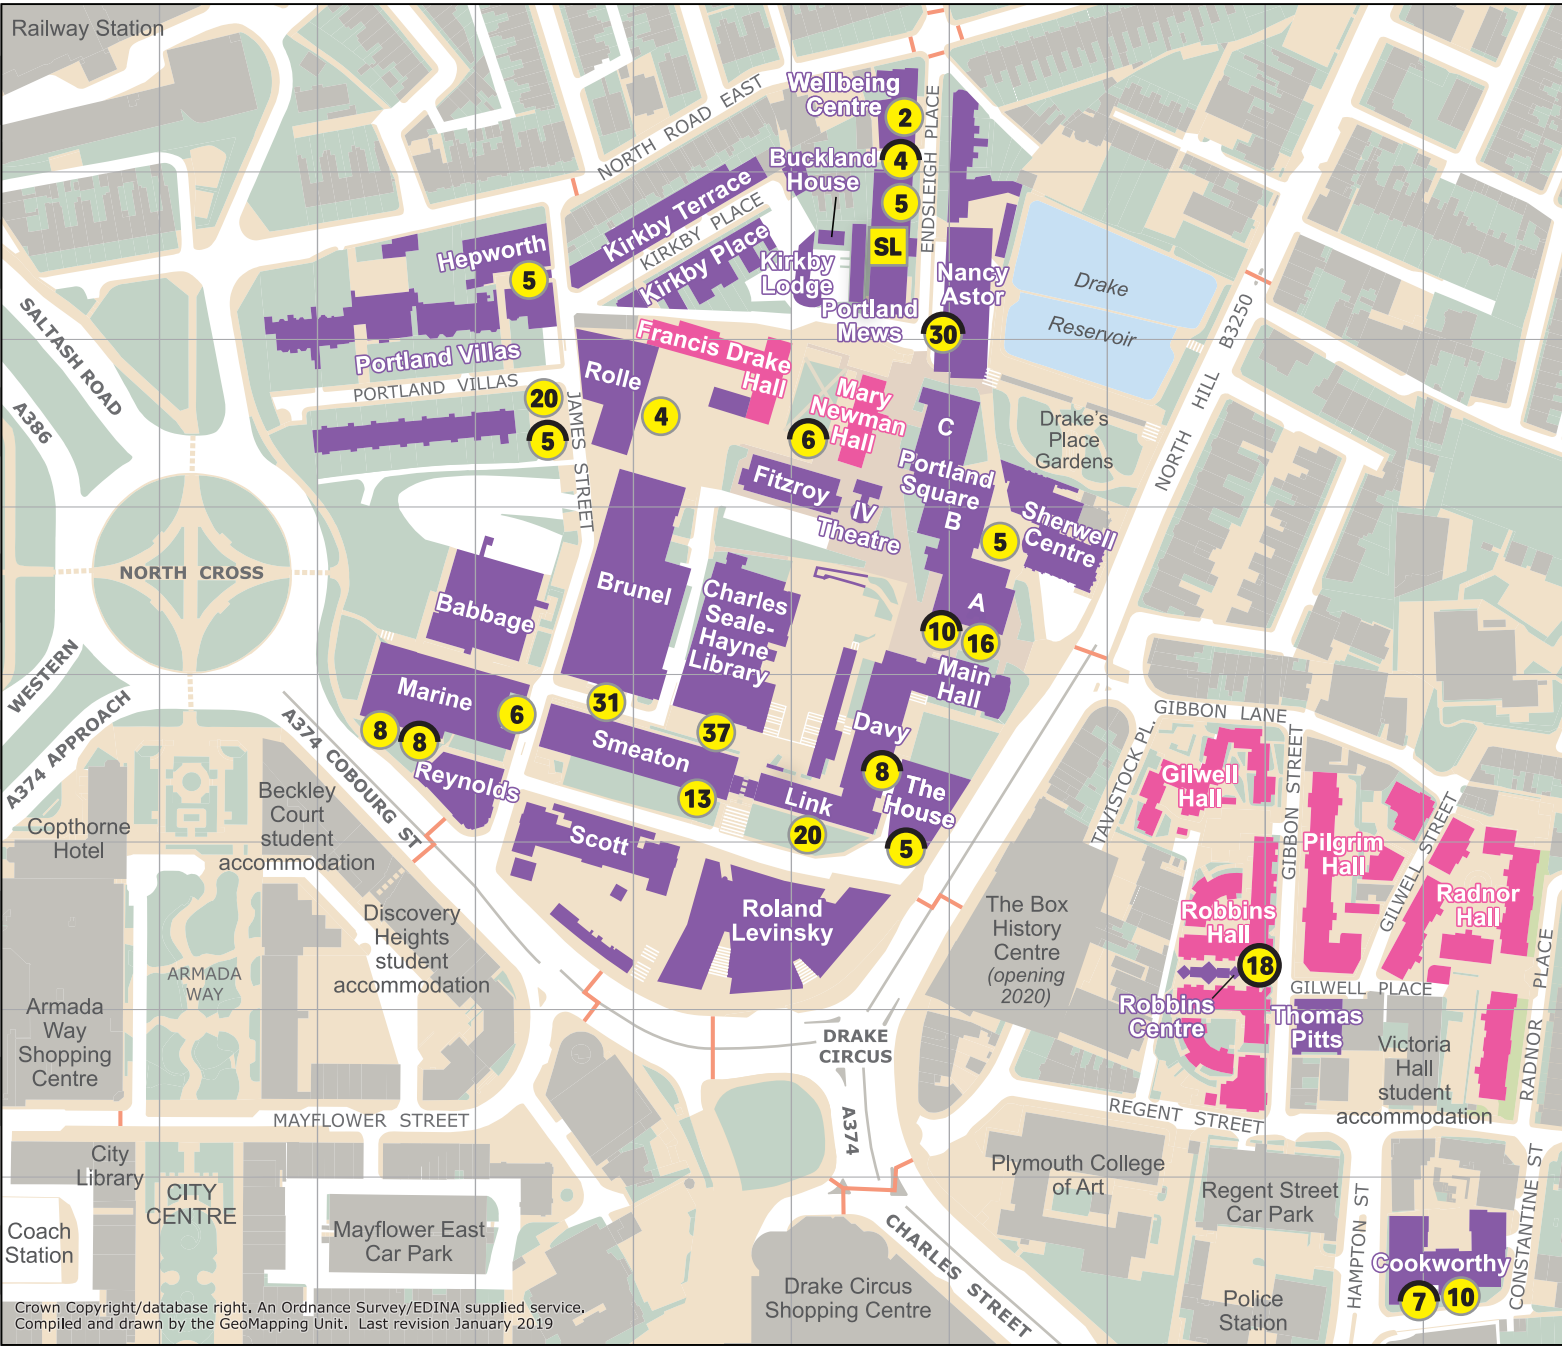 Railway Station
NORTH ROAD EAST
Wellbeing
Centre
2
ENDSLEIGH PLACE
Buckland
House
4
5
SL
Kirkby Terrace
KIRKBY PLACE
Kirkby Place
Kirkby
Lodge
Portland
Mews
Nancy
Astor
30
Drake
Reservoir
Hepworth
5
Portland Villas
PORTLAND VILLAS
20
5
JAMES STREET
SALTASH ROAD
A386
Rolle
4
Francis Drake
Hall
Mary
Newman
Hall
6
C
Portland
Square
B
A
Drake's
Place
Gardens
NORTH HILL B3250
Fitzroy
IV
Theatre
5
Sherwell
Centre
NORTH CROSS
Babbage
Brunel
Charles
Seale-
Hayne
Library
10
16
Main
Hall
WESTERN
A374 APPROACH
Marine
6
8
8
Reynolds
A374 COBOURG ST
31
Smeaton
37
13
Davy
8
The
House
5
Link
20
Scott
Roland
Levinsky
GIBBON LANE
TAVISTOCK PL.
GIBBON STREET
Gilwell
Hall
Pilgrim
Hall
GILWELL STREET
Radnor
Hall
Robbins
Hall
18
GILWELL PLACE
Robbins
Centre
Thomas
Pitts
RADNOR PLACE
Victoria
Hall
student
accommodation
The Box
History
Centre
(opening
2020)
Copthorne
Hotel
Beckley
Court
student
accommodation
Discovery
Heights
student
accommodation
ARMADA
WAY
Armada
Way
Shopping
Centre
DRAKE
CIRCUS
A374
MAYFLOWER STREET
REGENT STREET
City
Library
CITY
CENTRE
Coach
Station
Mayflower East
Car Park
Plymouth College
of Art
Regent Street
Car Park
HAMPTON ST
CONSTANTINE ST
Cookworthy
7
10
CHARLES STREET
Drake Circus
Shopping Centre
Police
Station
Crown Copyright/database right. An Ordnance Survey/EDINA supplied service.
Compiled and drawn by the GeoMapping Unit. Last revision January 2019